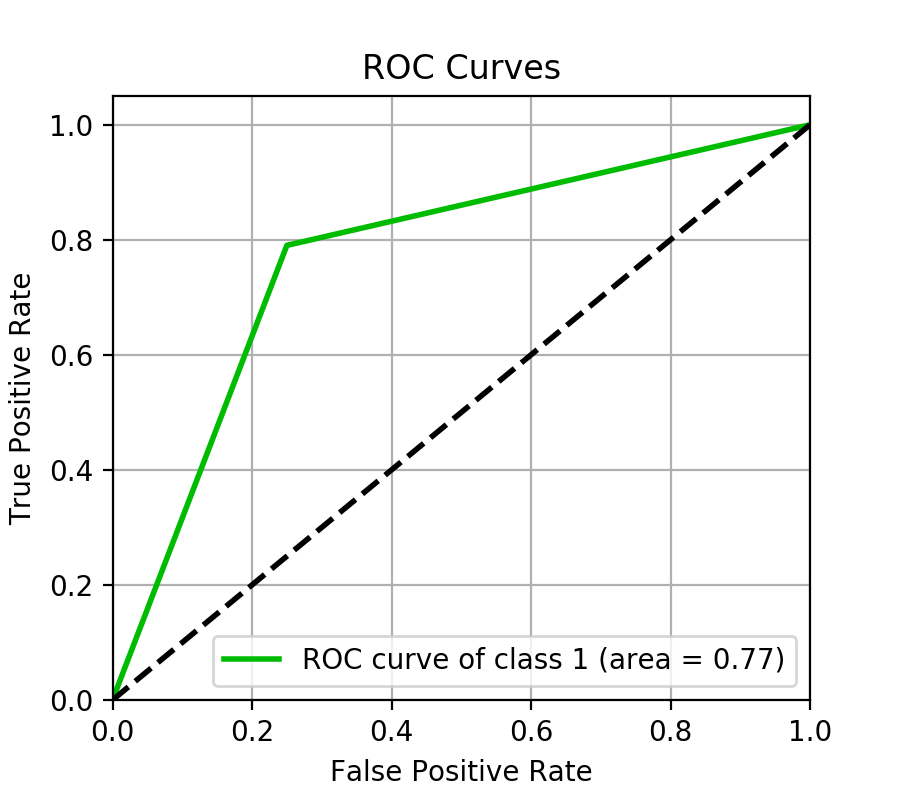 ROC Curves
1.0
0.8
0.6
0.4
0.2
0.0
True Positive Rate
ROC curve of class 1 (area = 0.77)
0.0 0.2 0.4 0.6 0.8 1.0
False Positive Rate